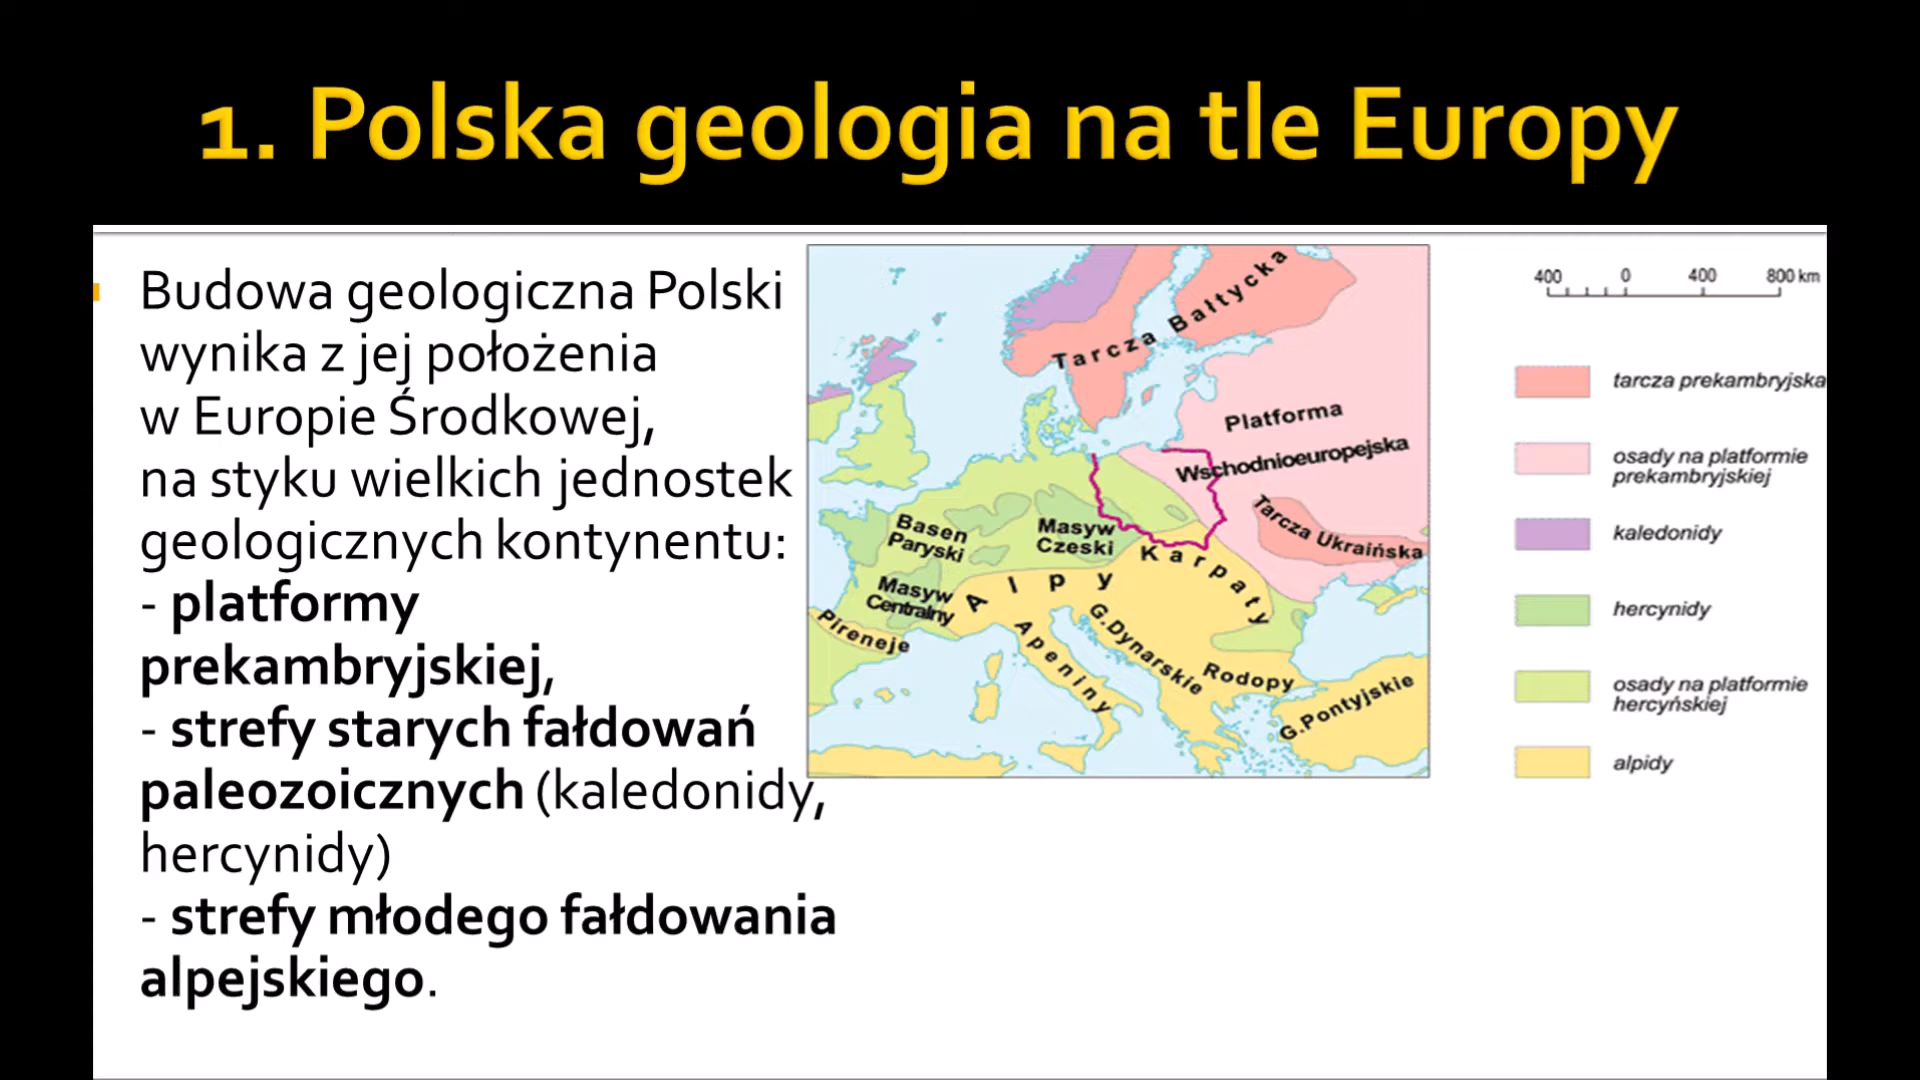 1. Polska geologia na tle Europy
Budowa geologiczna Polski
wynika z jej położenia
w Europie Środkowej,
na styku wielkich jednostek
geologicznych kontynentu:
- platformy
prekambryjskiej,
- strefy starych fałdowań
paleozoicznych (kaledonidy,
hercynidy)
- strefy młodego fałdowania
alpejskiego.
Tarcza Bałtycka
Platforma
Wschodnioeuropejska
Tarcza Ukraińska
Basen
Paryski
Masyw
Czeski
Karpaty
Masyw
Centralny
Alpy
Pireneje
Apeniny
G.Dynarskie
Rodopy
G.Pontyjskie
400 0 400 800 km
tarcza prekambryjska
osady na platformie
prekambryjskiej
kaledonidy
hercynidy
osady na platformie
hercyńskiej
alpidy